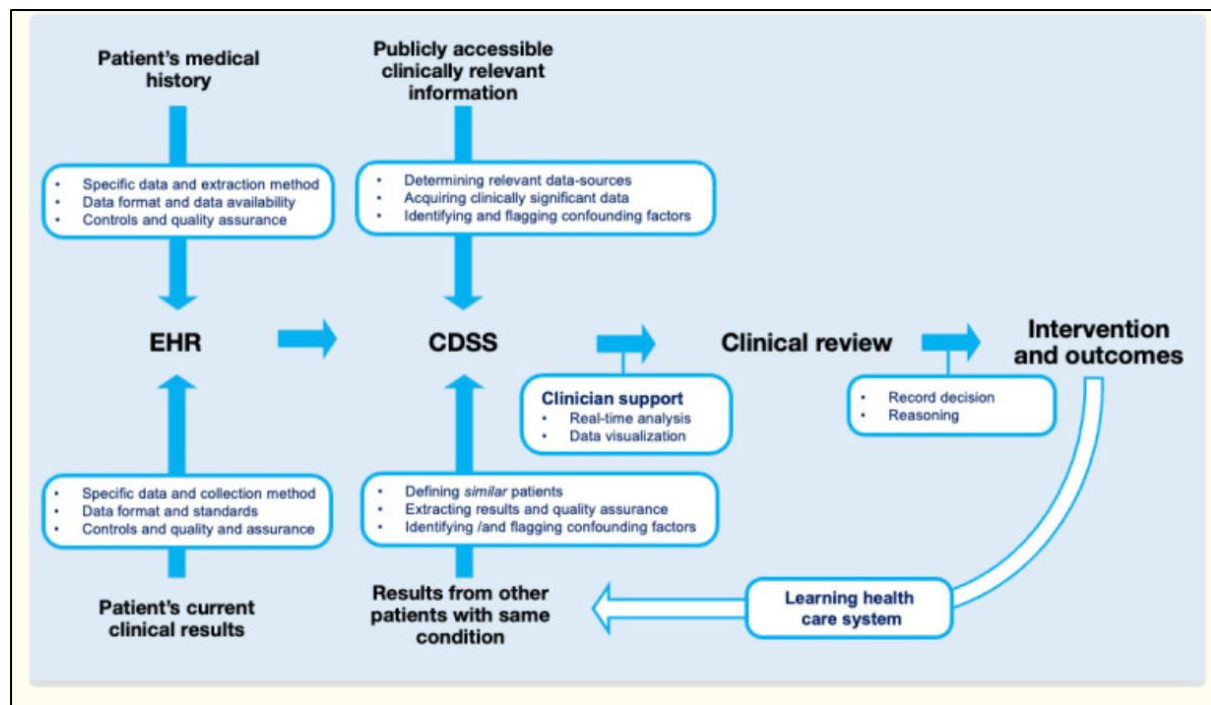 Patient's medical
history
Publicly accessible
clinically relevant
information
• Specific data and extraction method
• Data format and data availability
• Controls and quality assurance
• Determining relevant data-sources
• Acquiring clinically significant data
• Identifying and flagging confounding factors
EHR
CDSS
Clinical review
Intervention
and outcomes
Clinician support
• Real-time analysis
• Data visualization
• Record decision
• Reasoning
• Specific data and collection method
• Data format and standards
• Controls and quality and assurance
• Defining similar patients
• Extracting results and quality assurance
• Identifying /and flagging confounding factors
Patient's current
clinical results
Results from other
patients with same
condition
Learning health
care system